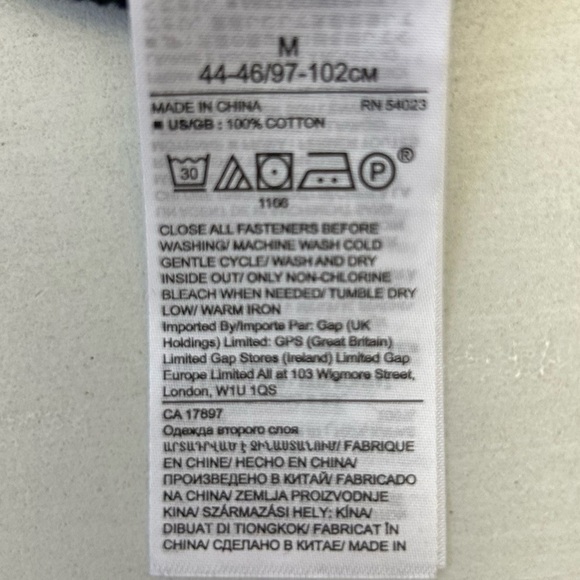 M
44-46/97-102CM
MADE IN CHINA RN 54023
■ US/GB : 100% COTTON
30 P ®
1166
CLOSE ALL FASTENERS BEFORE
WASHING/ MACHINE WASH COLD
GENTLE CYCLE/ WASH AND DRY
INSIDE OUT/ ONLY NON-CHLORINE
BLEACH WHEN NEEDED/ TUMBLE DRY
LOW/ WARM IRON
Imported By/Importe Par: Gap (UK
Holdings) Limited: GPS (Great Britain)
Limited Gap Stores (Ireland) Limited Gap
Europe Limited All at 103 Wigmore Street,
London, W1U 1QS
CA 17897
Одежда второго слоя
ԱՐՏԱԴՐՎԱԾ Է ՉԻՆԱՍՏԱՆՈՒՄ/ FABRIQUE
EN CHINE/ HECHO EN CHINA/
ПРОИЗВЕДЕНО В КИТАЙ/ FABRICADO
NA CHINA/ ZEMLJA PROIZVODNJE
KINA/ SZÁRMAZÁSI HELY: KÍNA/
DIBUAT DI TIONGKOK/ FABRICAT ÎN
CHINA/ СДЕЛАНО В КИТАЕ/ MADE IN